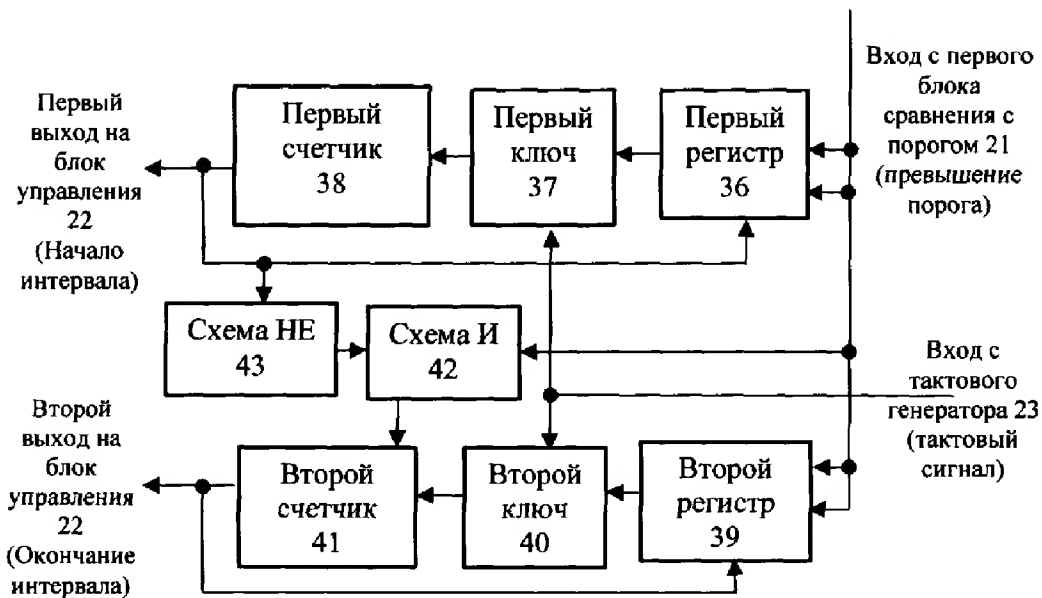 Первый
выход на
блок
управления
22
(Начало
интервала)
Первый
счетчик
38
Первый
ключ
37
Первый
регистр
36
Вход с первого
блока
сравнения с
порогом 21
(превышение
порога)
Схема НЕ
43
Схема И
42
Вход с
тактового
генератора 23
(тактовый
сигнал)
Второй
выход на
блок
управления
22
(Окончание
интервала)
Второй
счетчик
41
Второй
ключ
40
Второй
регистр
39